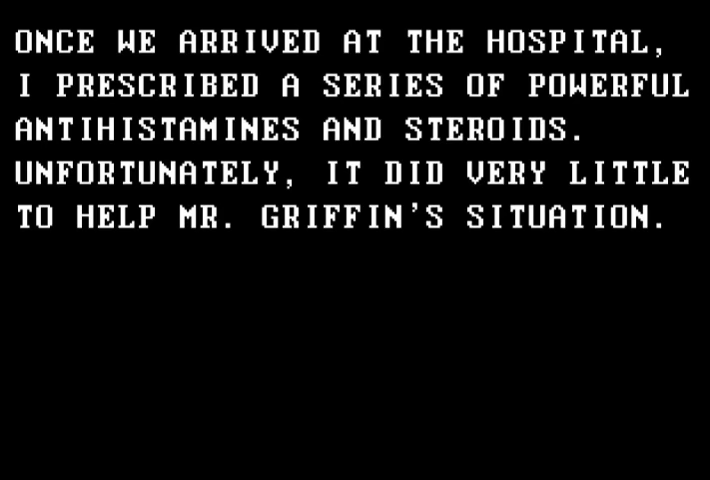 ONCE WE ARRIVED AT THE HOSPITAL,
I PRESCRIBED A SERIES OF POWERFUL
ANTIHISTAMINES AND STEROIDS.
UNFORTUNATELY, IT DID VERY LITTLE
TO HELP MR. GRIFFIN'S SITUATION.